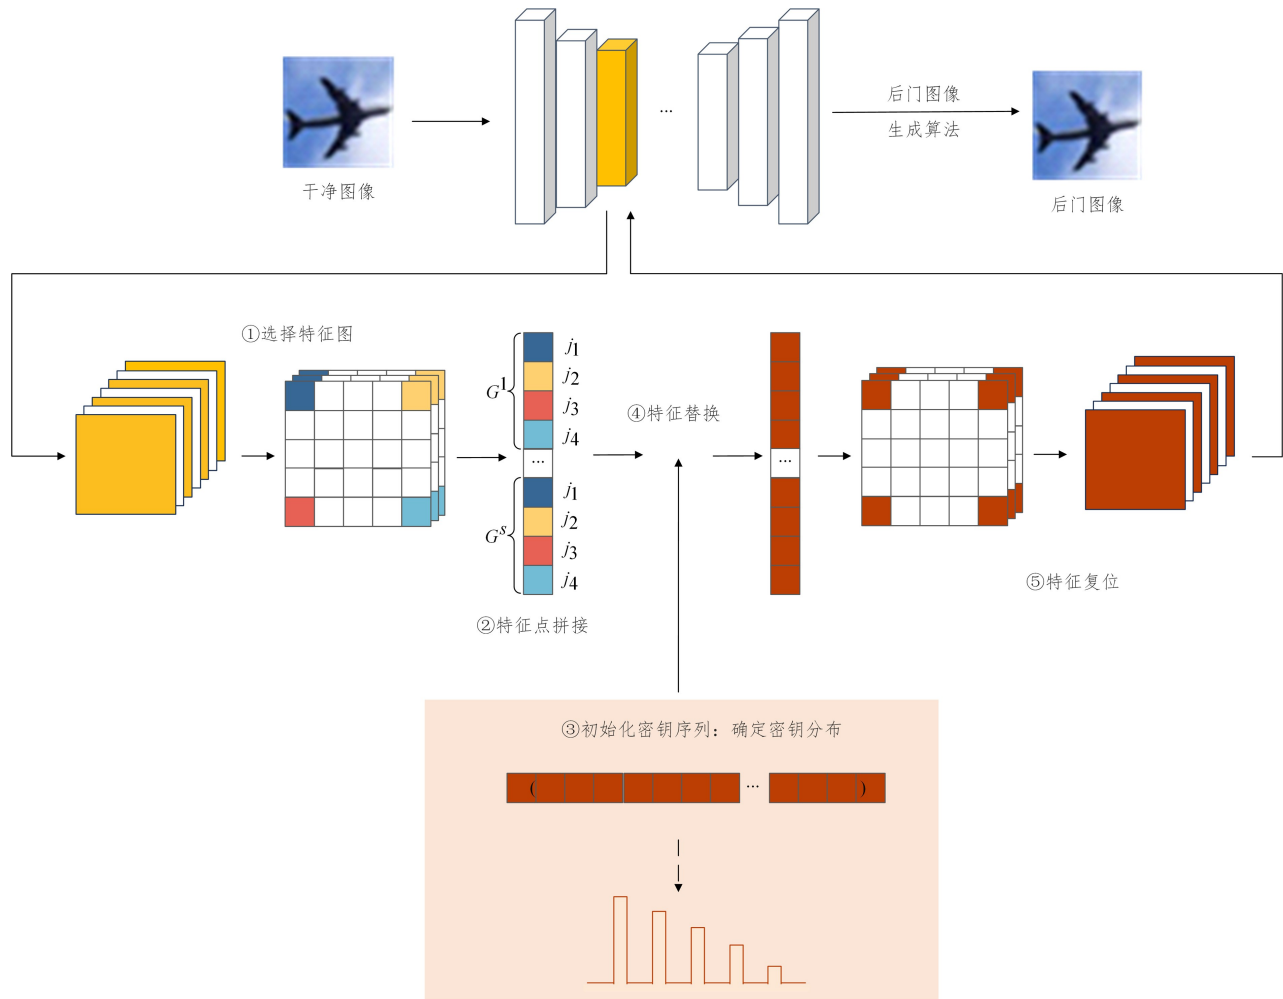 ...
后门图像
生成算法
干净图像
后门图像
①选择特征图
G¹
j₁
j₂
j₃
j₄
...
Gˢ
j₁
j₂
j₃
j₄
②特征点拼接
④特征替换
...
⑤特征复位
③初始化密钥序列：确定密钥分布
( ... )